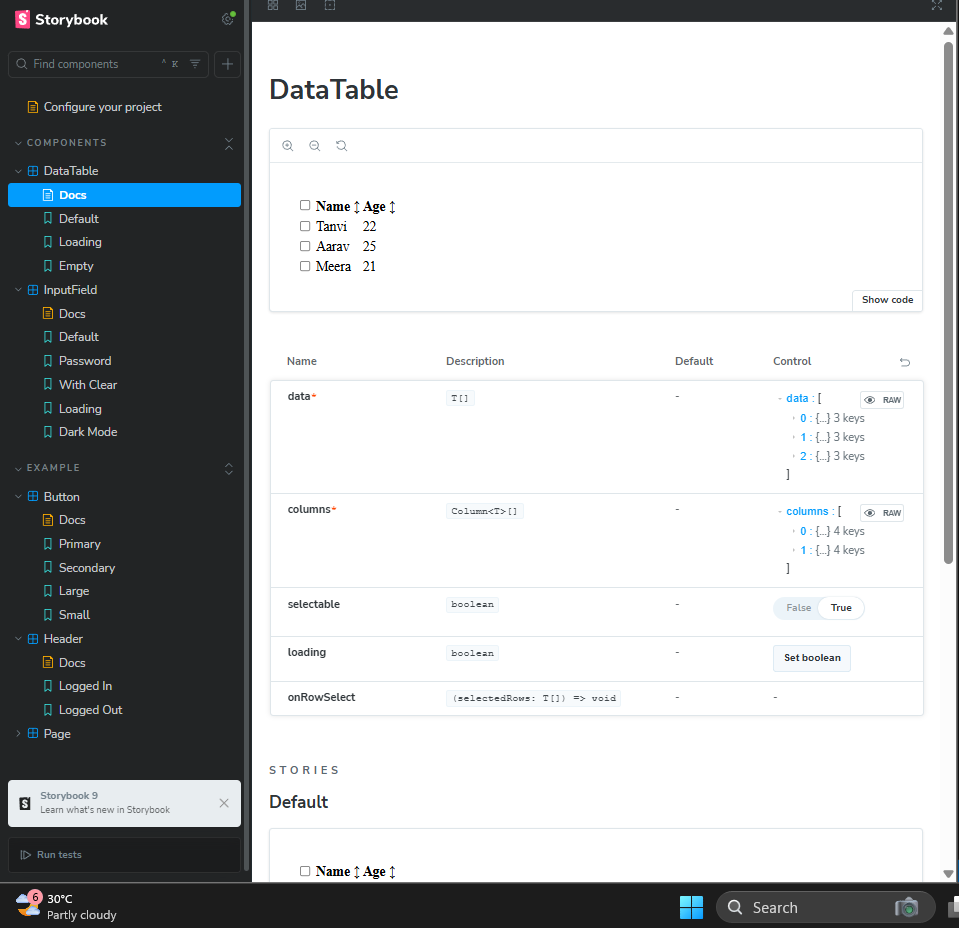 Storybook
Find components ^ K
Configure your project
COMPONENTS
DataTable
Docs
Default
Loading
Empty
InputField
Docs
Default
Password
With Clear
Loading
Dark Mode
EXAMPLE
Button
Docs
Primary
Secondary
Large
Small
Header
Docs
Logged In
Logged Out
Page
Storybook 9
Learn what's new in Storybook
Run tests
DataTable
Name ↕ Age ↕
Tanvi 22
Aarav 25
Meera 21
Show code
Name Description Default Control
data* T[] - - data : [ RAW
0 : {...} 3 keys
1 : {...} 3 keys
2 : {...} 3 keys
]
columns* Column<T>[] - - columns : [ RAW
0 : {...} 4 keys
1 : {...} 4 keys
]
selectable boolean - False True
loading boolean - Set boolean
onRowSelect (selectedRows: T[]) => void - -
STORIES
Default
Name ↕ Age ↕
6 30°C
Partly cloudy
Search